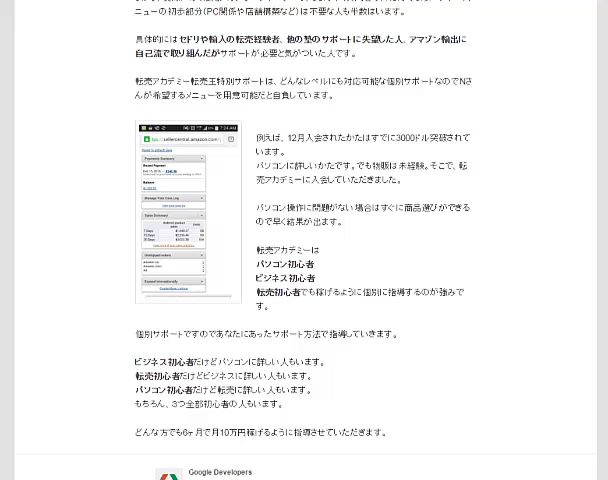 ニューの初歩部分（PC関係や店舗構築など）は不要な人も半数はいます。
具体的にはセドリや輸入の転売経験者、他の塾のサポートに失望した人、アマゾン輸出に
自己流で取り組んだがサポートが必要と気がついた人です。
転売アカデミー転売王特別サポートは、どんなレベルにも対応可能な個別サポートなのでNさ
んが希望するメニューを用意可能だと自負しています。
7:24 AM
sellercentral.amazon.com
Payments Summary
例えば、12月入会されたかたはすでに3000ドル突破されて
います。
パソコンに詳しいかたです。でも物販は未経験。そこで、転
売アカデミーに入会していただきました。
Manage Your Case Log
Sales Summary
パソコン操作に問題がない場合はすぐに商品選びができる
ので早く結果が出ます。
転売アカデミーは
パソコン初心者
ビジネス初心者
転売初心者でも稼げるように個別に指導するのが強みで
す。
個別サポートですのであなたにあったサポート方法で指導していきます。
ビジネス初心者だけどパソコンに詳しい人もいます。
転売初心者だけどビジネスに詳しい人もいます。
パソコン初心者だけど転売に詳しい人もいます。
もちろん、3つ全部初心者の人もいます。
どんな方でも6ヶ月で月10万円稼げるように指導させていただきます。
Google Developers